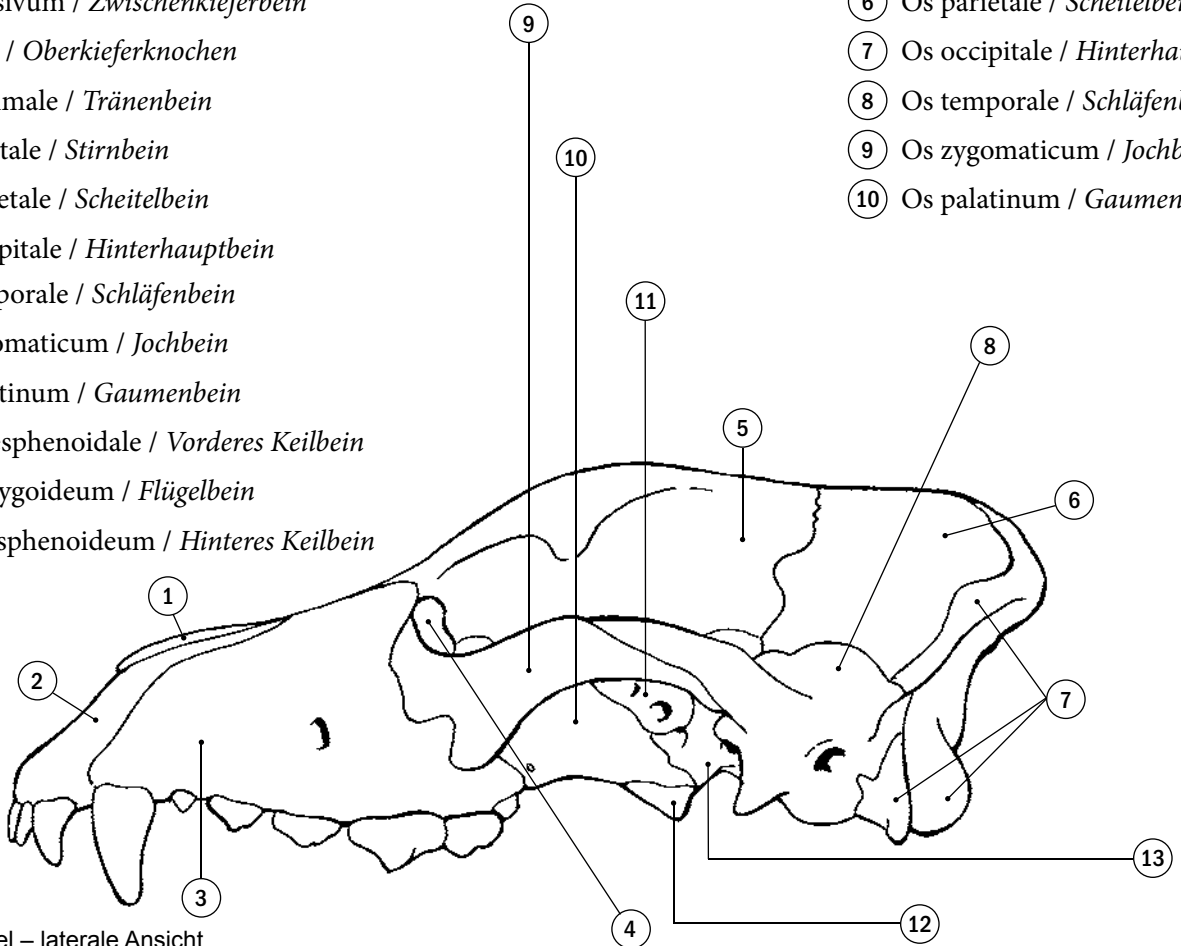 sivum / Zwischenkieferbein
/ Oberkieferknochen
male / Tränenbein
tale / Stirnbein
etale / Scheitelbein
pitale / Hinterhauptbein
porale / Schläfenbein
omaticum / Jochbein
tinum / Gaumenbein
esphenoidale / Vorderes Keilbein
ygoideum / Flügelbein
sphenoideum / Hinteres Keilbein
6 Os parietale / Scheitelbei
7 Os occipitale / Hinterha
8 Os temporale / Schläfen
9 Os zygomaticum / Jochb
10 Os palatinum / Gaumen
9
10
11
8
5
6
1
2
7
13
3
4
12
el – laterale Ansicht